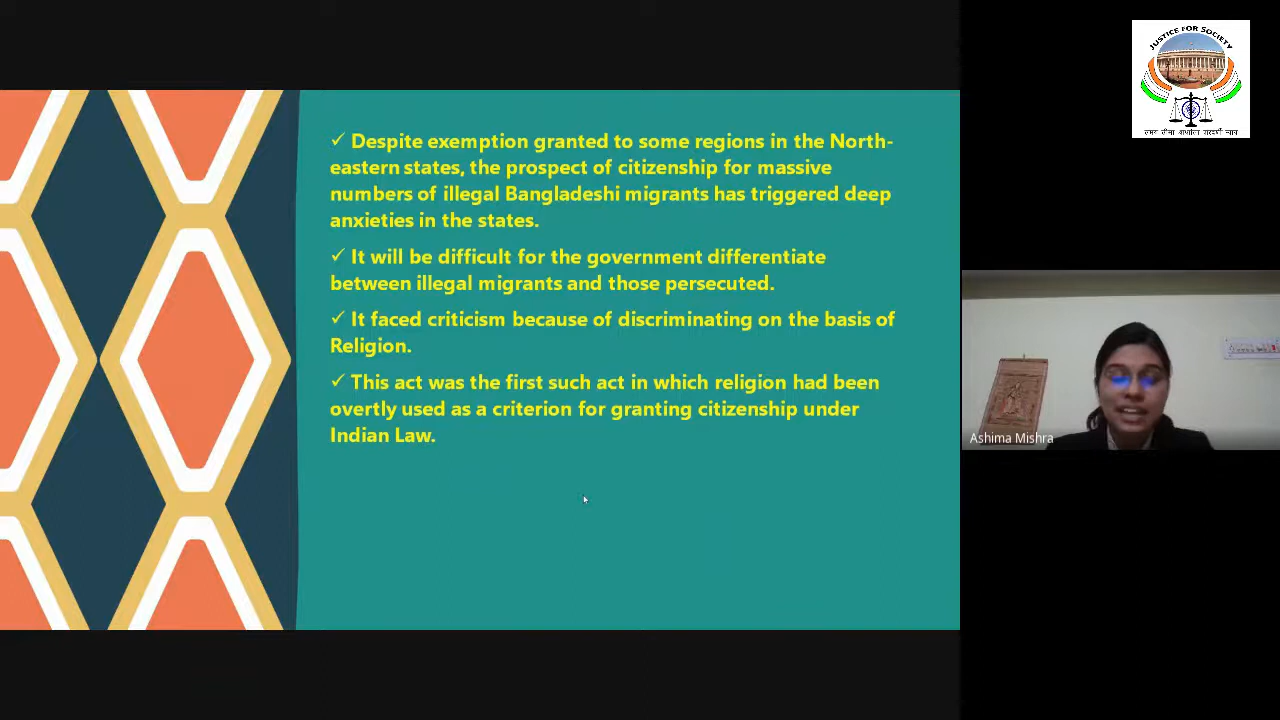 JUSTICE FOR SOCIETY
✓ Despite exemption granted to some regions in the North-
eastern states, the prospect of citizenship for massive
numbers of illegal Bangladeshi migrants has triggered deep
anxieties in the states.
✓ It will be difficult for the government differentiate
between illegal migrants and those persecuted.
✓ It faced criticism because of discriminating on the basis of
Religion.
✓ This act was the first such act in which religion had been
overtly used as a criterion for granting citizenship under
Indian Law.
Ashima Mishra